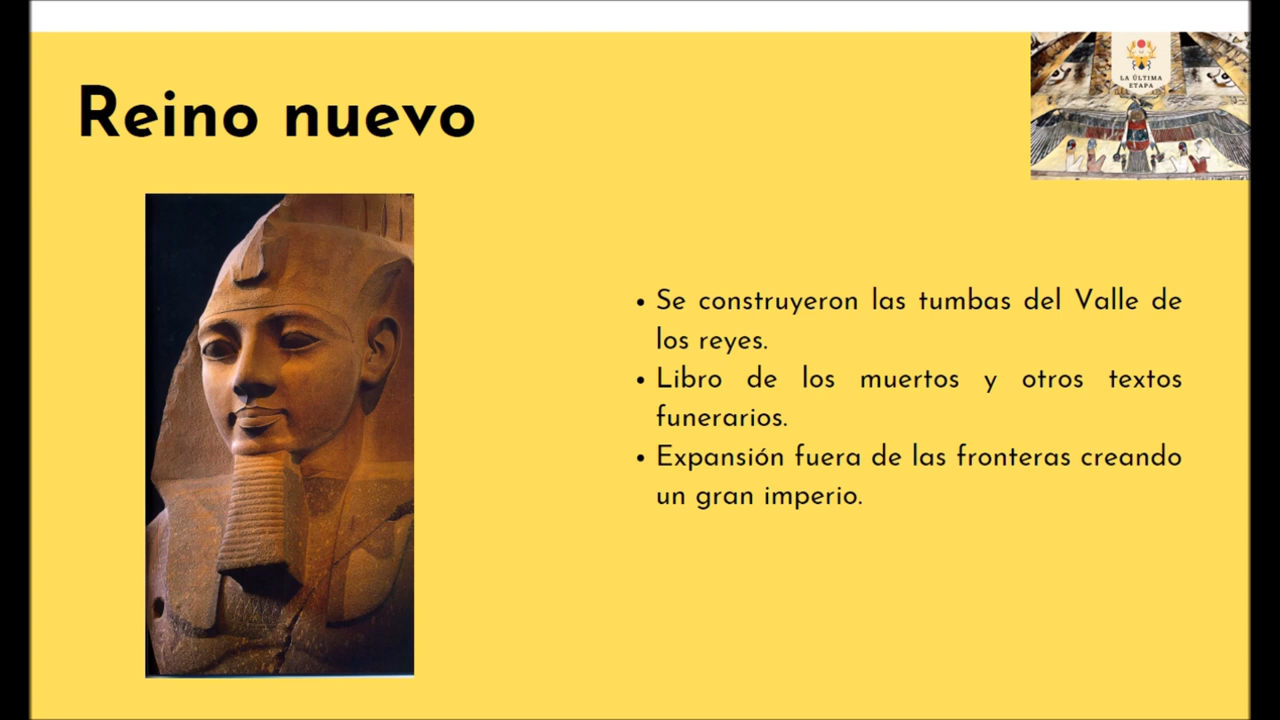 LA ÚLTIMA
ETAPA
Reino nuevo
• Se construyeron las tumbas del Valle de
los reyes.
• Libro de los muertos y otros textos
funerarios.
• Expansión fuera de las fronteras creando
un gran imperio.